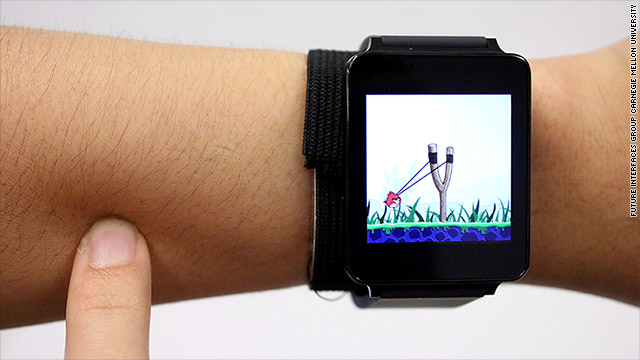 FUTURE INTERFACES GROUP, CARNEGIE MELLON UNIVERSITY